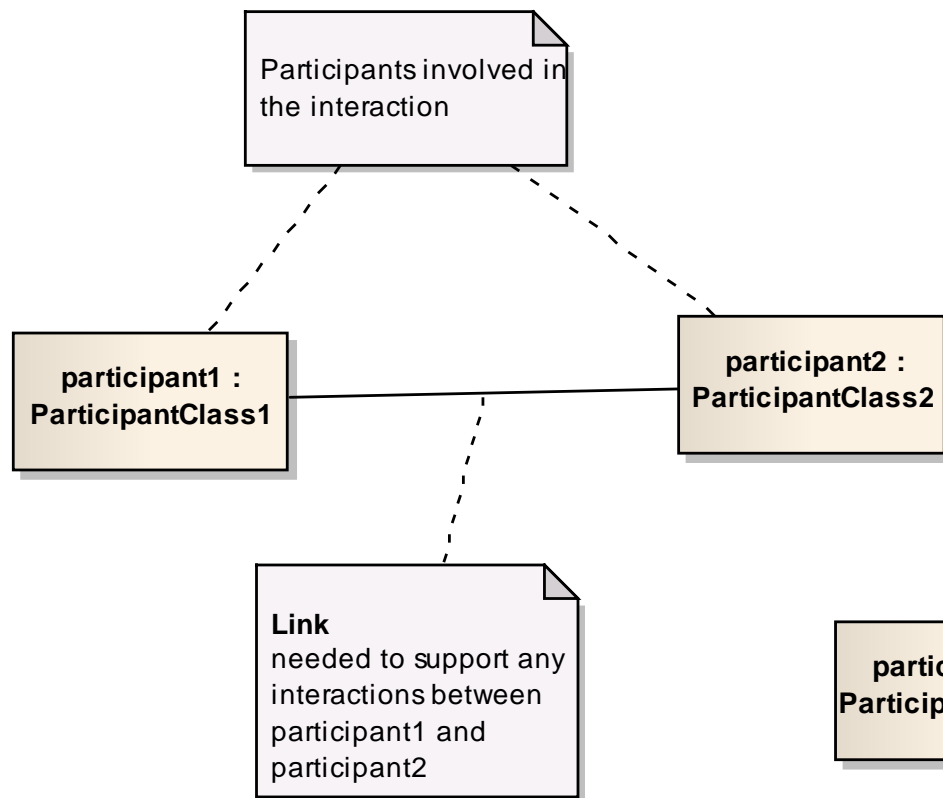 Participants involved in
the interaction
participant1 :
ParticipantClass1
participant2 :
ParticipantClass2
Link
needed to support any
interactions between
participant1 and
participant2